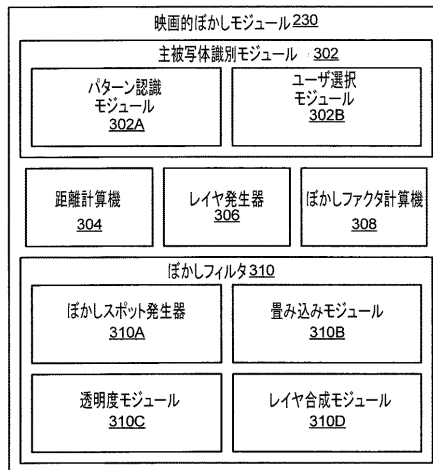 映画的ぼかしモジュール 230
主被写体識別モジュール 302
パターン認識
モジュール
302A
ユーザ選択
モジュール
302B
距離計算機
304
レイヤ発生器
306
ぼかしファクタ計算機
308
ぼかしフィルタ 310
ぼかしスポット発生器
310A
畳み込みモジュール
310B
透明度モジュール
310C
レイヤ合成モジュール
310D